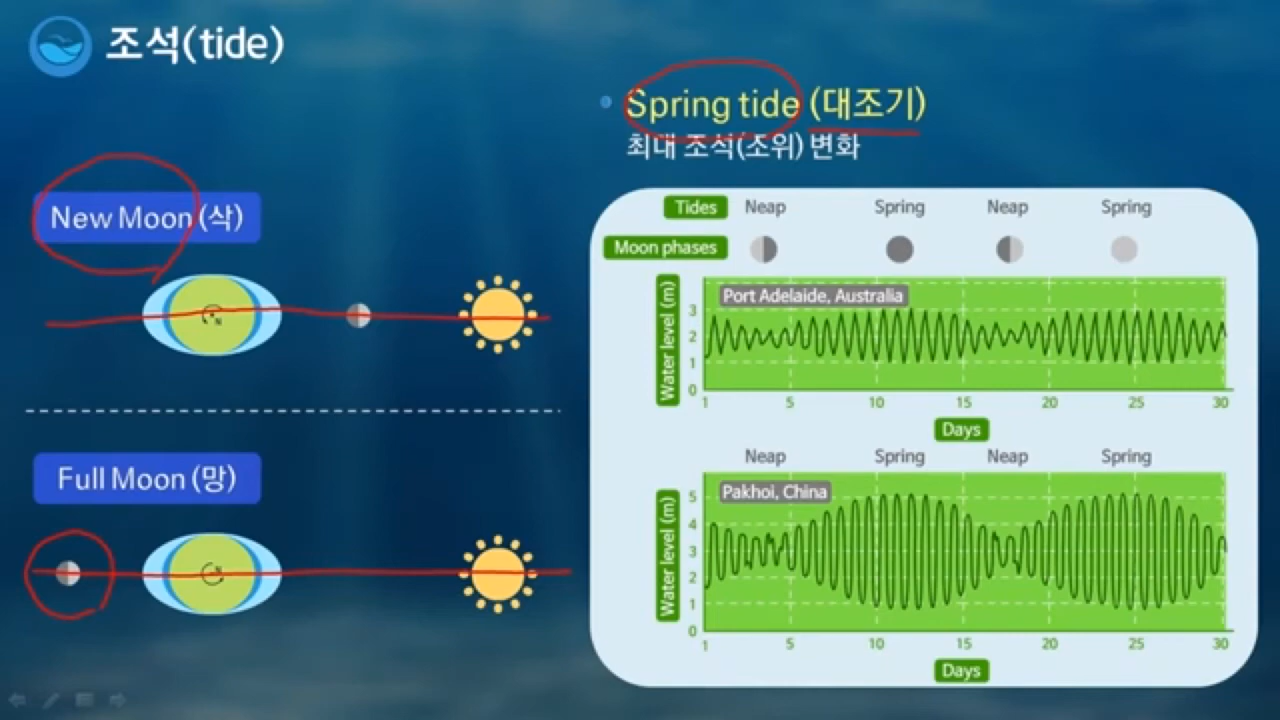 조석(tide)
New Moon (삭)
N
Full Moon (망)
N
Spring tide (대조기)
최대 조석(조위) 변화
Tides Neap Spring Neap Spring
Moon phases
Port Adelaide, Australia
Water level (m)
3
2
1
0
1 5 10 15 20 25 30
Days
Neap Spring Neap Spring
Pakhoi, China
Water level (m)
5
4
3
2
1
0
1 5 10 15 20 25 30
Days